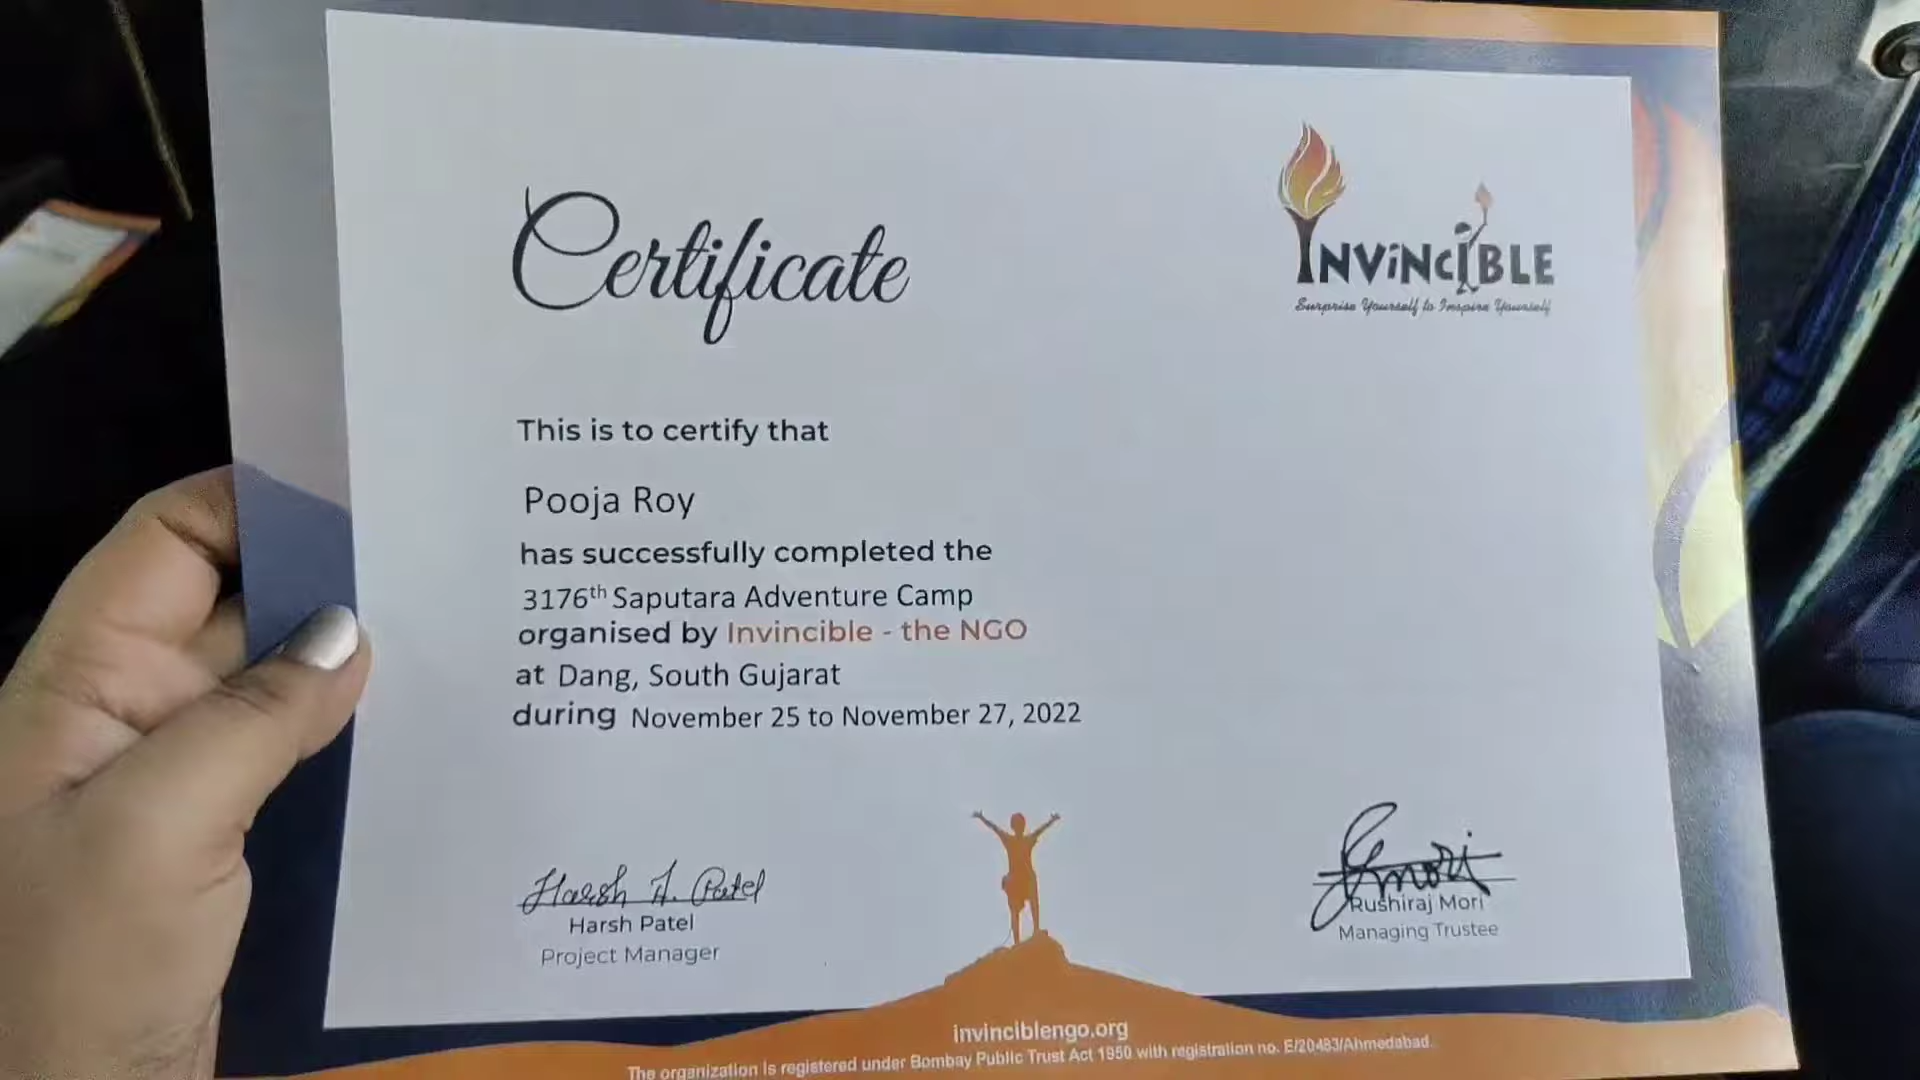 Certificate
INViNCIBLE
Surprise Yourself to Inspire Yourself
This is to certify that
Pooja Roy
has successfully completed the
3176th Saputara Adventure Camp
organised by Invincible - the NGO
at Dang, South Gujarat
during November 25 to November 27, 2022
Harsh H. Patel
Harsh Patel
Project Manager
Rushiraj Mori
Managing Trustee
invinciblengo.org
The organization is registered under Bombay Public Trust Act 1950 with registration no. E/20483/Ahmedabad.